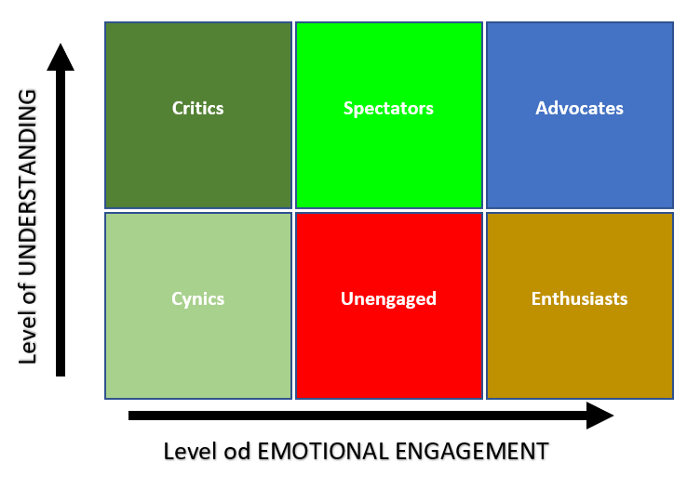 Level of UNDERSTANDING
Critics
Spectators
Advocates
Cynics
Unengaged
Enthusiasts
Level od EMOTIONAL ENGAGEMENT